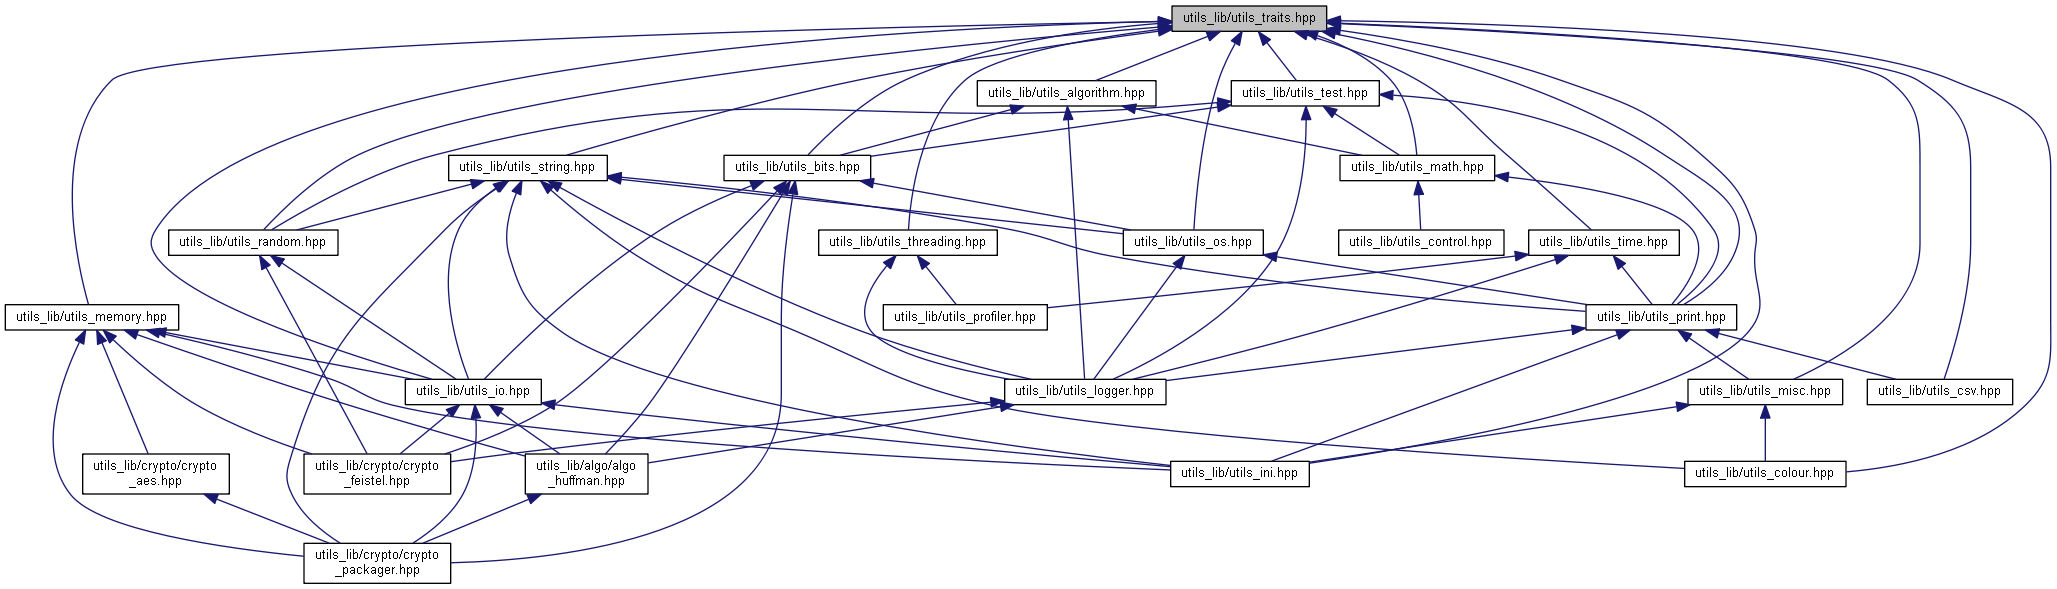 utils_lib/utils_traits.hpp
utils_lib/utils_algorithm.hpp
utils_lib/utils_test.hpp
utils_lib/utils_string.hpp
utils_lib/utils_bits.hpp
utils_lib/utils_math.hpp
utils_lib/utils_random.hpp
utils_lib/utils_threading.hpp
utils_lib/utils_os.hpp
utils_lib/utils_control.hpp
utils_lib/utils_time.hpp
utils_lib/utils_memory.hpp
utils_lib/utils_profiler.hpp
utils_lib/utils_print.hpp
utils_lib/utils_io.hpp
utils_lib/utils_logger.hpp
utils_lib/utils_misc.hpp
utils_lib/utils_csv.hpp
utils_lib/crypto/crypto
_aes.hpp
utils_lib/crypto/crypto
_feistel.hpp
utils_lib/algo/algo
_huffman.hpp
utils_lib/utils_ini.hpp
utils_lib/utils_colour.hpp
utils_lib/crypto/crypto
_packager.hpp